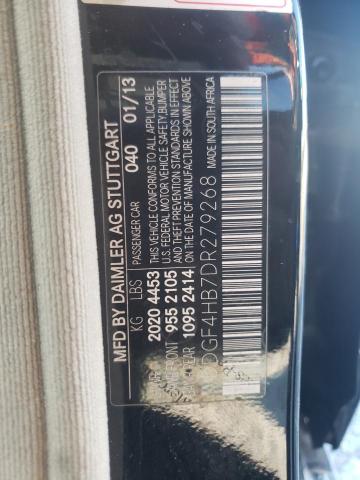 MFD BY DAIMLER AG STUTTGART
PASSENGER CAR 040 01/13
KG LBS THIS VEHICLE CONFORMS TO ALL APPLICABLE
2020 4453 U.S. FEDERAL MOTOR VEHICLE SAFETY, BUMPER
955 2105 AND THEFT PREVENTION STANDARDS IN EFFECT
1095 2414 ON THE DATE OF MANUFACTURE SHOWN ABOVE
MADE IN SOUTH AFRICA
DGF4HB7DR279268